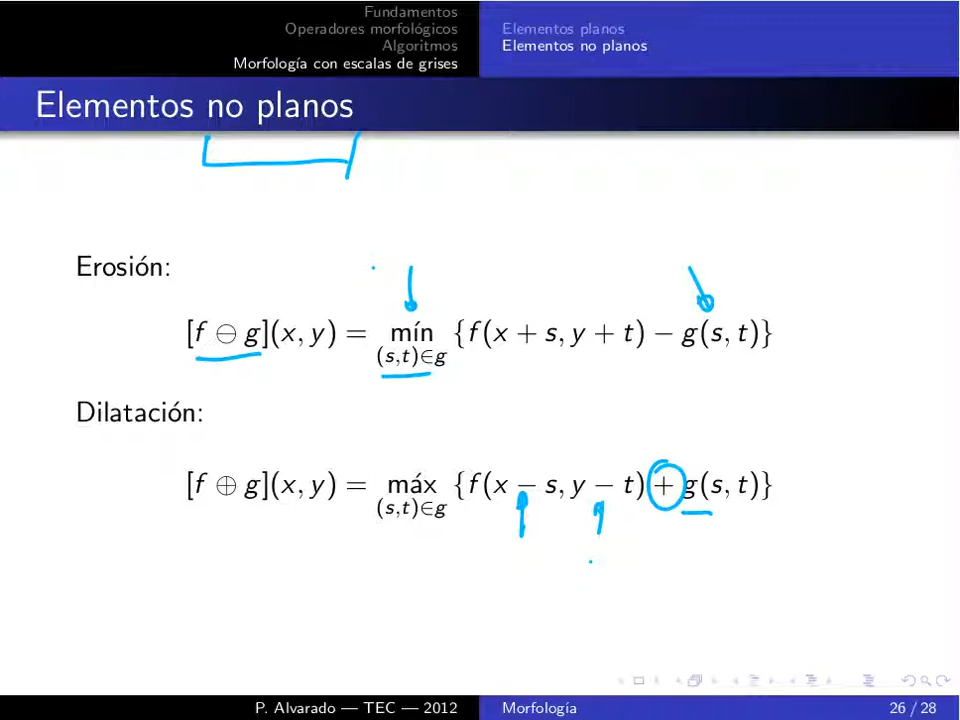 Fundamentos
Operadores morfológicos
Algoritmos
Morfología con escalas de grises
Elementos planos
Elementos no planos
Elementos no planos
Erosión:
[f ⊖ g](x, y) = mín {f(x + s, y + t) − g(s, t)}
(s,t)∈g
Dilatación:
[f ⊕ g](x, y) = máx {f(x − s, y − t) + g(s, t)}
(s,t)∈g
P. Alvarado — TEC — 2012
Morfología
26 / 28